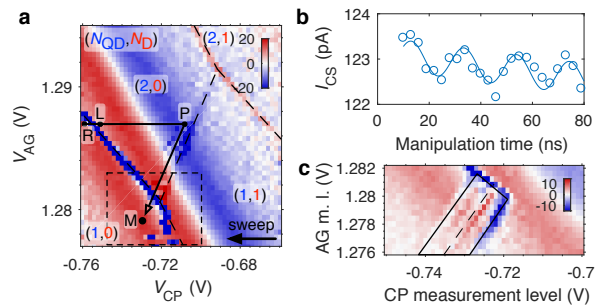 a
(N_QD,N_D)
(2,1)
20
0
20
(2,0)
L
P
R
M
(1,1)
(1,0)
sweep
1.29
1.28
1.27
V_AG (V)
-0.76
-0.72
-0.68
V_CP (V)
b
124
123
122
I_CS (pA)
0
20
40
60
80
Manipulation time (ns)
c
1.282
1.28
1.278
1.276
AG m. l. (V)
10
0
-10
-0.74
-0.72
-0.7
CP measurement level (V)